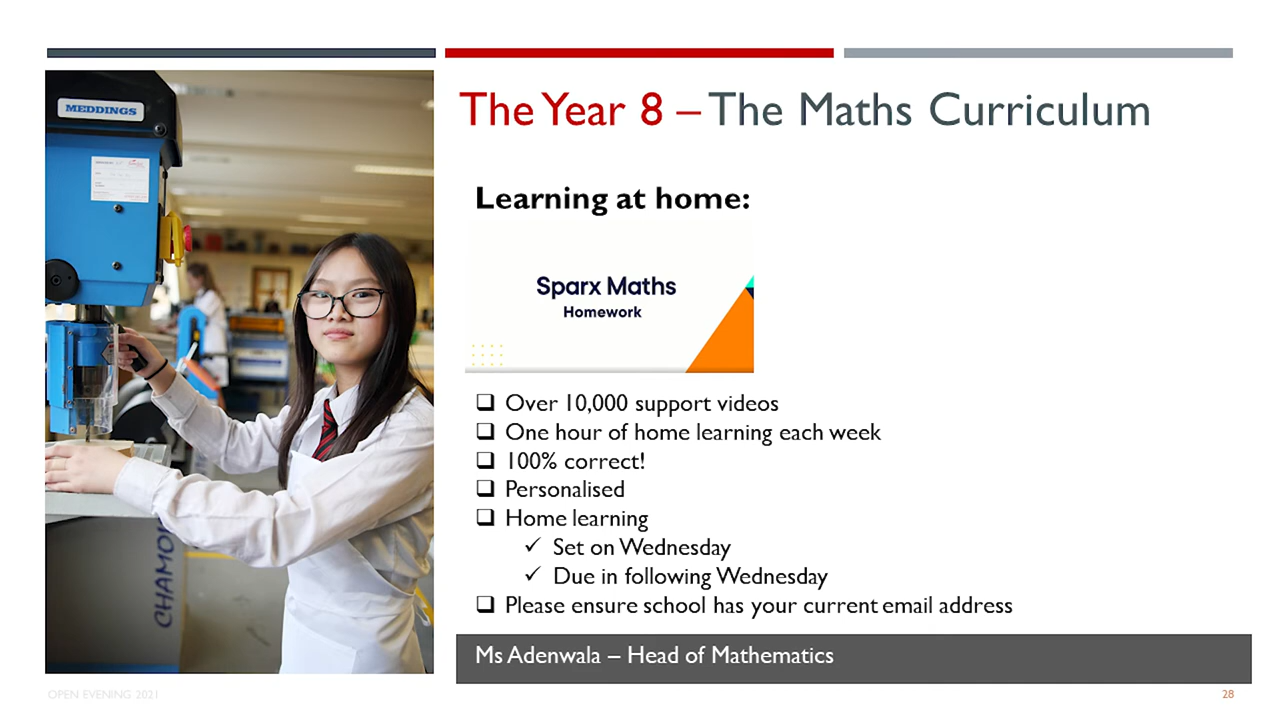 MEDDINGS
The Year 8 – The Maths Curriculum
Learning at home:
Sparx Maths
Homework
Over 10,000 support videos
One hour of home learning each week
100% correct!
Personalised
Home learning
Set on Wednesday
Due in following Wednesday
Please ensure school has your current email address
Ms Adenwala – Head of Mathematics
OPEN EVENING 2021
28